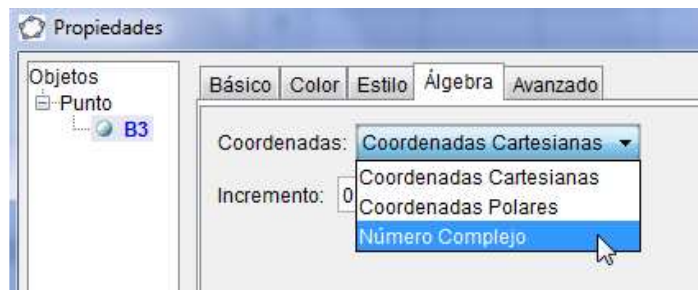 Propiedades
Objetos
Punto
B3
Básico Color Estilo Álgebra Avanzado
Coordenadas: Coordenadas Cartesianas
Coordenadas Cartesianas
Incremento: 0
Coordenadas Polares
Número Complejo